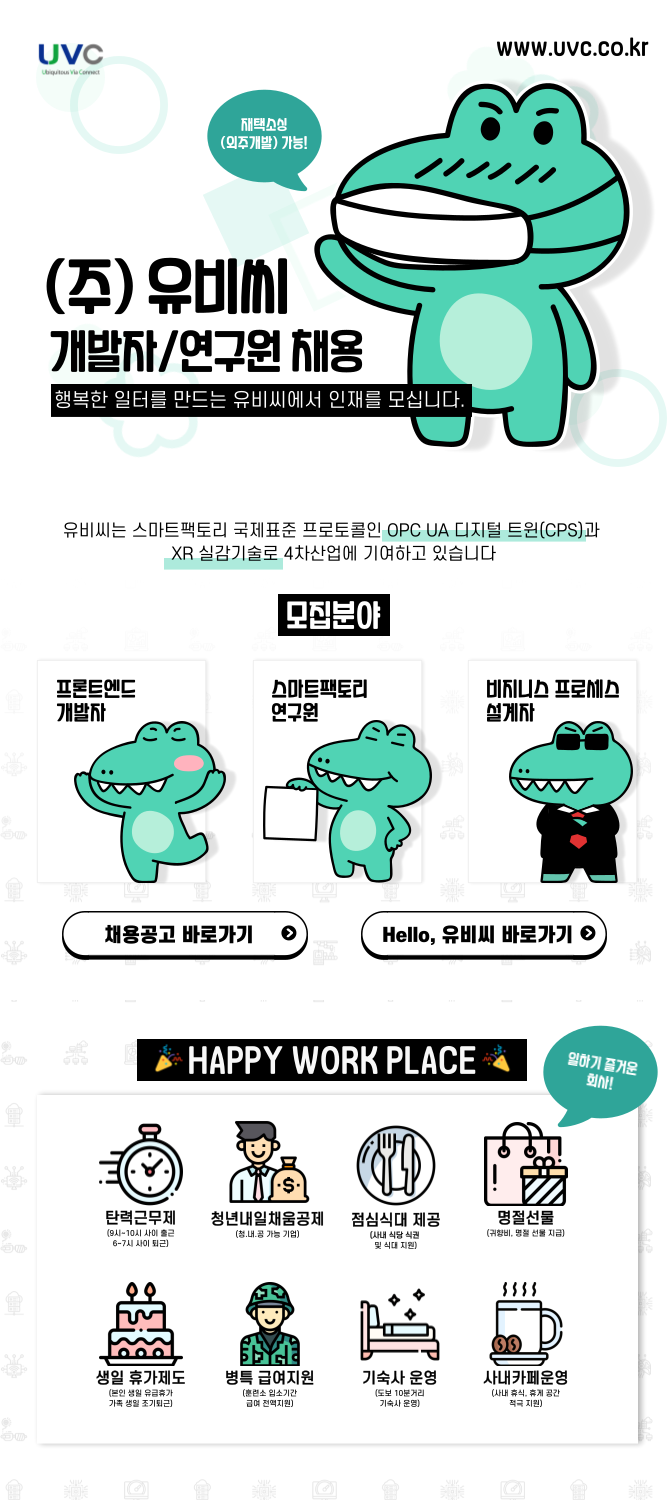 UVC
Ubiquitous Via Connect
www.uvc.co.kr
재택소싱
(외주개발) 가능!
(주) 유비씨
개발자/연구원 채용
행복한 일터를 만드는 유비씨에서 인재를 모십니다.
유비씨는 스마트팩토리 국제표준 프로토콜인 OPC UA 디지털 트윈(CPS)과
XR 실감기술로 4차산업에 기여하고 있습니다
모집분야
프론트엔드
개발자
스마트팩토리
연구원
비지니스 프로세스
설계자
채용공고 바로가기
Hello, 유비씨 바로가기
HAPPY WORK PLACE
일하기 즐거운
회사!
탄력근무제
(9시~10시 사이 출근
6~7시 사이 퇴근)
청년내일채움공제
(청.내.공 가능 기업)
점심식대 제공
(사내 식당 식권
및 식대 지원)
명절선물
(귀향비, 명절 선물 지급)
생일 휴가제도
(본인 생일 유급휴가
가족 생일 조기퇴근)
병특 급여지원
(훈련소 입소기간
급여 전액지원)
기숙사 운영
(도보 10분거리
기숙사 운영)
사내카페운영
(사내 휴식, 휴게 공간
적극 지원)